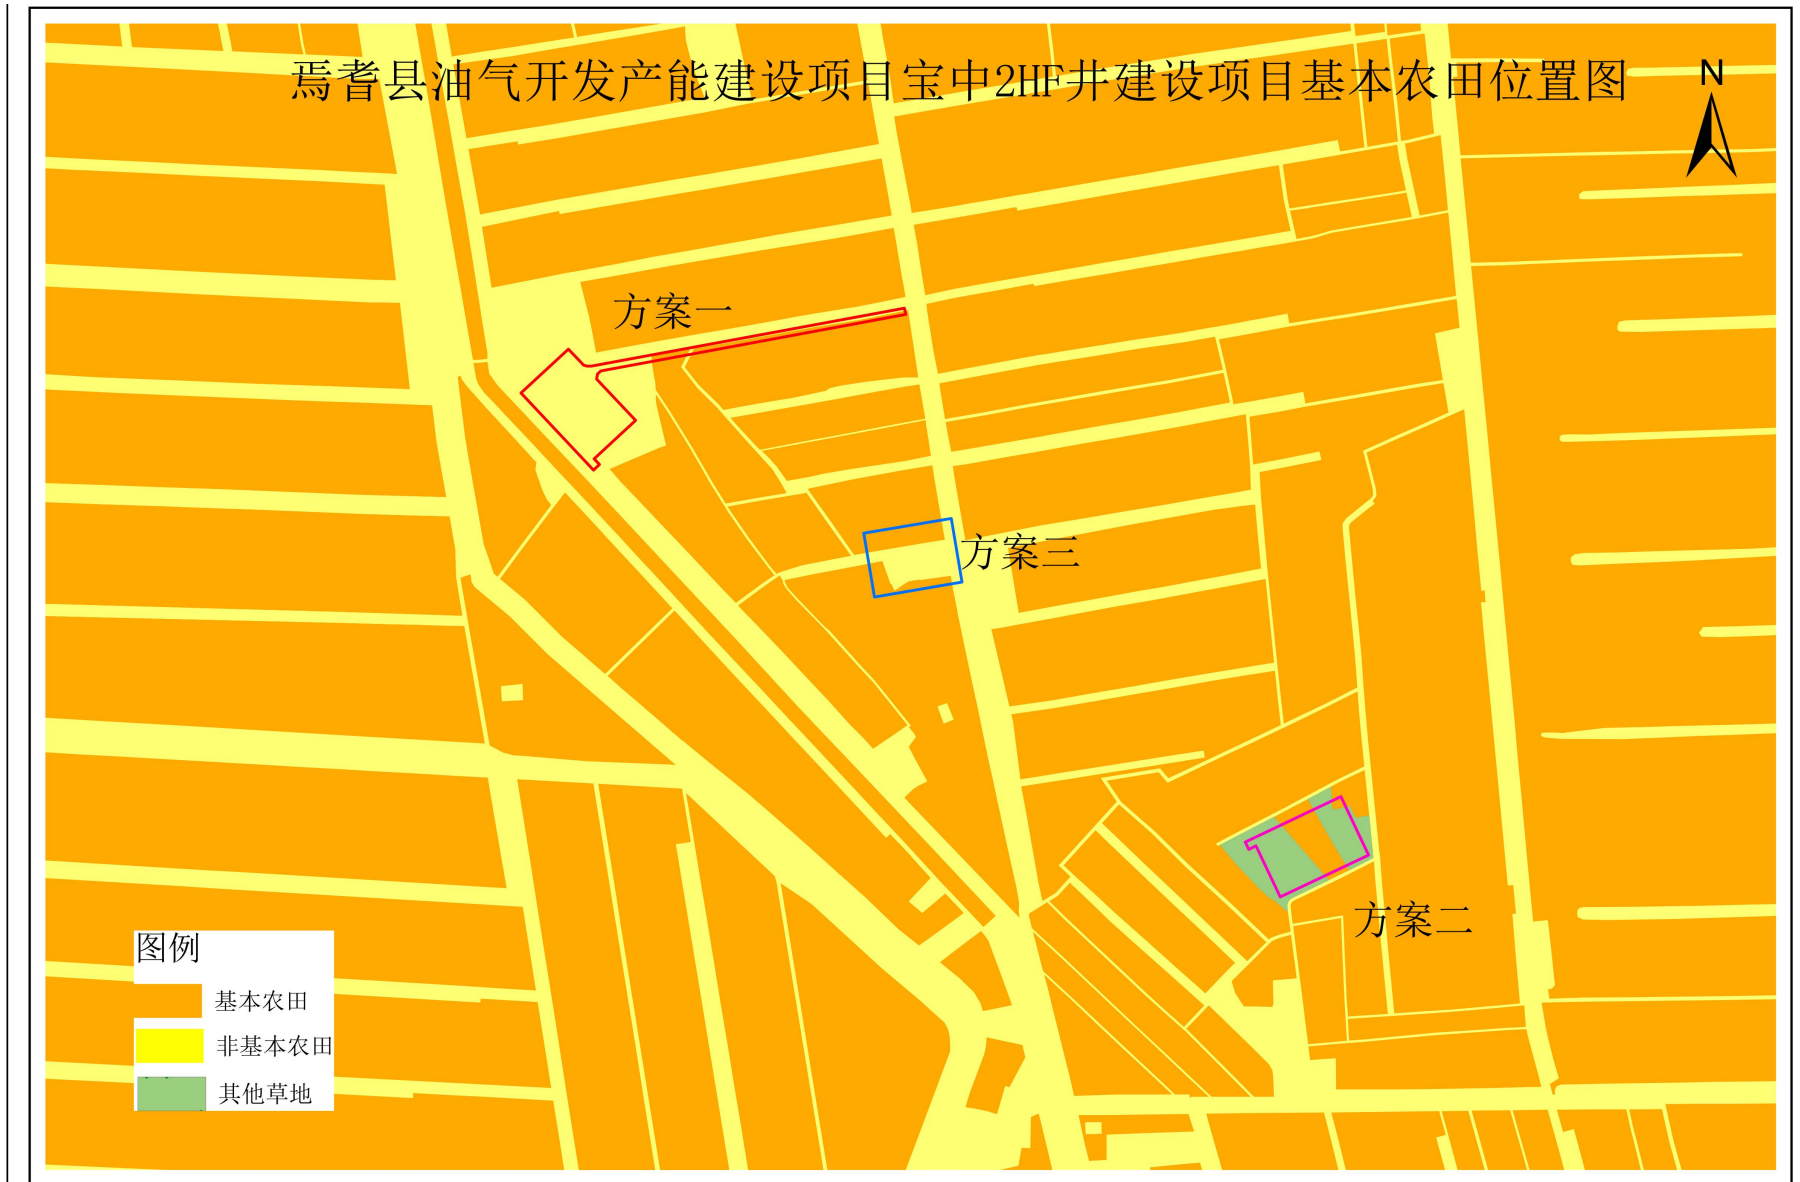 焉耆县油气开发产能建设项目宝中2HF井建设项目基本农田位置图
N
方案一
方案三
方案二
图例
基本农田
非基本农田
其他草地